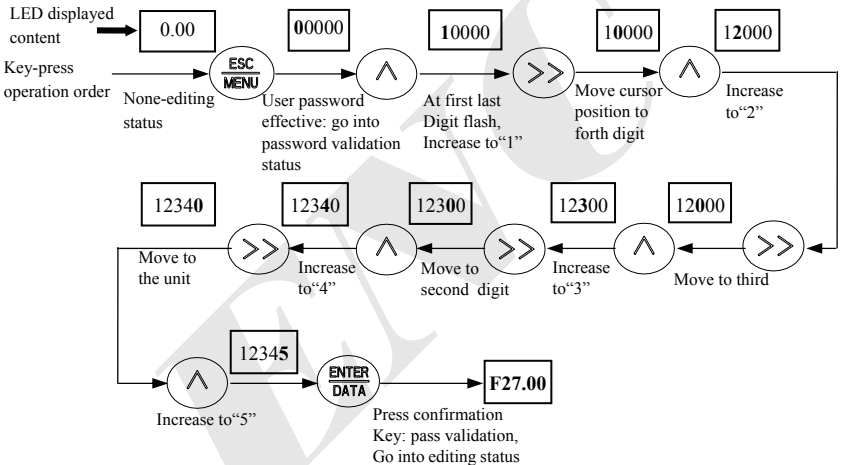 LED displayed
content
0.00
00000
10000
10000
12000
Key-press
operation order
ESC
MENU
∧
>>
∧
None-editing
status
User password
effective: go into
password validation
status
At first last
Digit flash,
Increase to“1”
Move cursor
position to
forth digit
Increase
to“2”
12340
12340
12300
12300
12000
>>
∧
>>
∧
>>
Move to
the unit
Increase
to“4”
Move to
second digit
Increase
to“3”
Move to third
12345
∧
ENTER
DATA
F27.00
Increase to“5”
Press confirmation
Key: pass validation,
Go into editing status
ENC